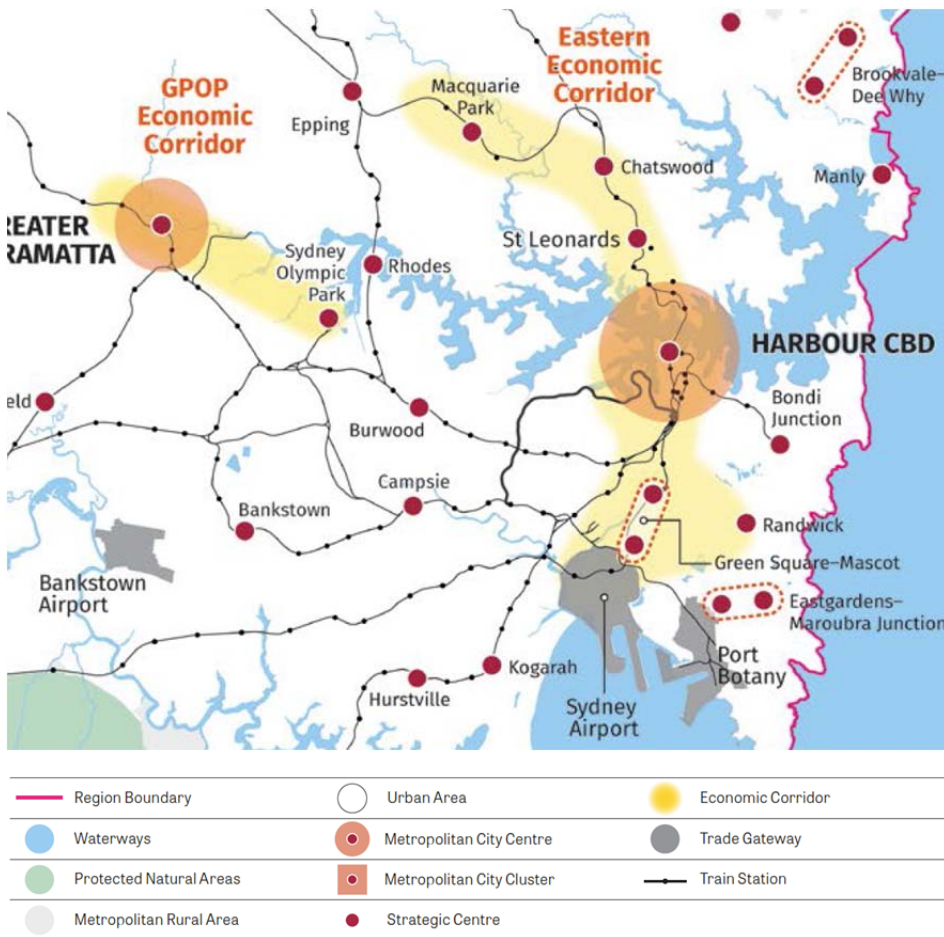 GPOP
Economic
Corridor
Eastern
Economic
Corridor
Macquarie
Park
Epping
Brookvale–
Dee Why
Chatswood
Manly
REATER
RAMATTA
St Leonards
Sydney
Olympic
Park
Rhodes
HARBOUR CBD
eld
Burwood
Bondi
Junction
Campsie
Bankstown
Randwick
Green Square–Mascot
Bankstown
Airport
Eastgardens–
Maroubra Junction
Port
Botany
Kogarah
Hurstville
Sydney
Airport
Region Boundary
Urban Area
Economic Corridor
Waterways
Metropolitan City Centre
Trade Gateway
Protected Natural Areas
Metropolitan City Cluster
Train Station
Metropolitan Rural Area
Strategic Centre